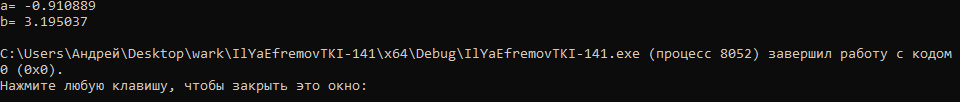 a= -0.910889
b= 3.195037
C:\Users\Андрей\Desktop\wark\IlYaEfremovTKI-141\x64\Debug\IlYaEfremovTKI-141.exe (процесс 8052) завершил работу с кодом
0 (0x0).
Нажмите любую клавишу, чтобы закрыть это окно: